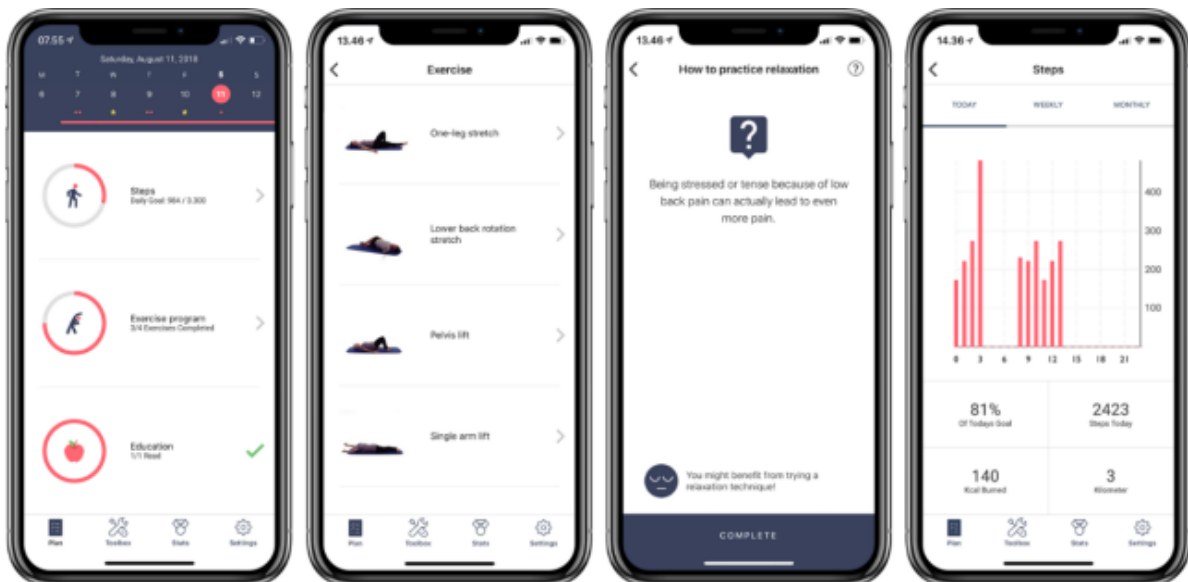 07.55
Saturday, August 11, 2018
M T W T F S S
6 7 8 9 10 11 12
Steps
Daily Goal: 984 / 3.300
Exercise program
3/4 Exercises Completed
Education
1/1 Read
Plan Toolbox Stats Settings
13.46
Exercise
One-leg stretch
Lower back rotation
stretch
Pelvis lift
Single arm lift
Plan Toolbox Stats Settings
13.46
How to practice relaxation ?
?
Being stressed or tense because of low
back pain can actually lead to even
more pain.
You might benefit from trying a
relaxation technique!
COMPLETE
14.36
Steps
TODAY WEEKLY MONTHLY
400
300
200
100
0 3 6 9 12 15 18 21
81% 2423
Of Todays Goal Steps Today
140 3
Kcal Burned Kilometer
Plan Toolbox Stats Settings